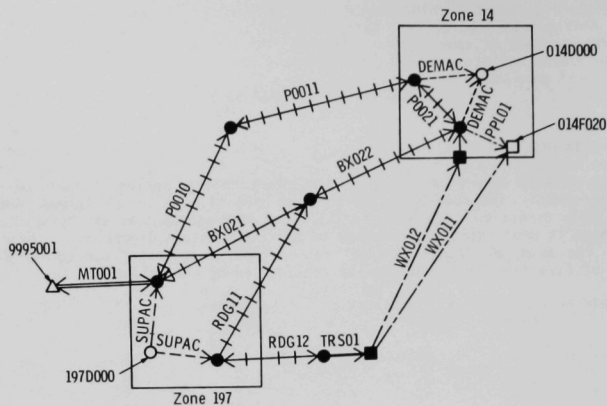 Zone 14
014D000
DEMAC
P0011
P0021
DEMAC
PPL01
014F020
BX022
P0010
BX021
WX012
WX011
9995001
MT001
SUPAC
SUPAC
RDG11
RDG12
TRS01
197D000
Zone 197